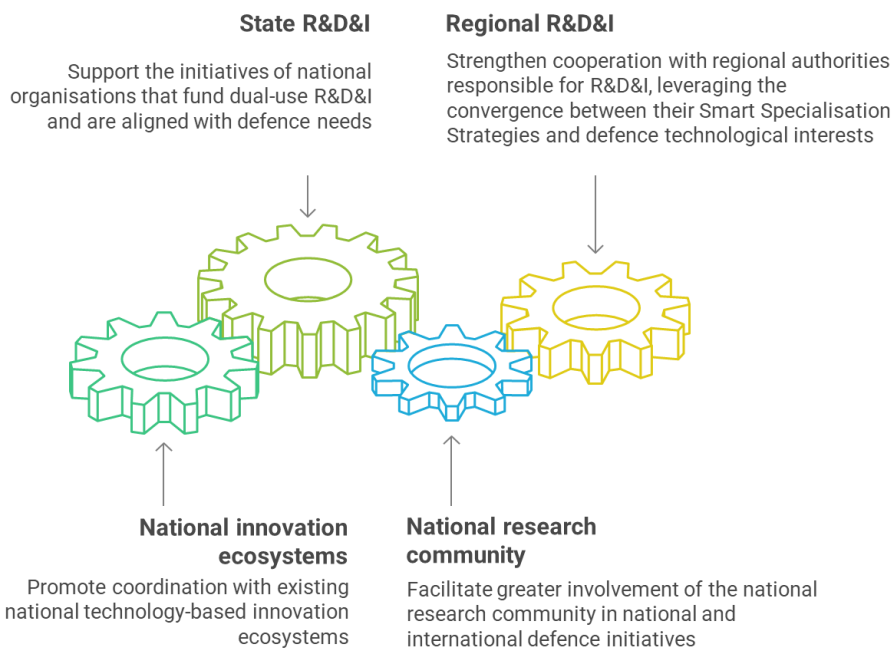 State R&D&I
Support the initiatives of national
organisations that fund dual-use R&D&I
and are aligned with defence needs
Regional R&D&I
Strengthen cooperation with regional authorities
responsible for R&D&I, leveraging the
convergence between their Smart Specialisation
Strategies and defence technological interests
National innovation
ecosystems
Promote coordination with existing
national technology-based innovation
ecosystems
National research
community
Facilitate greater involvement of the national
research community in national and
international defence initiatives